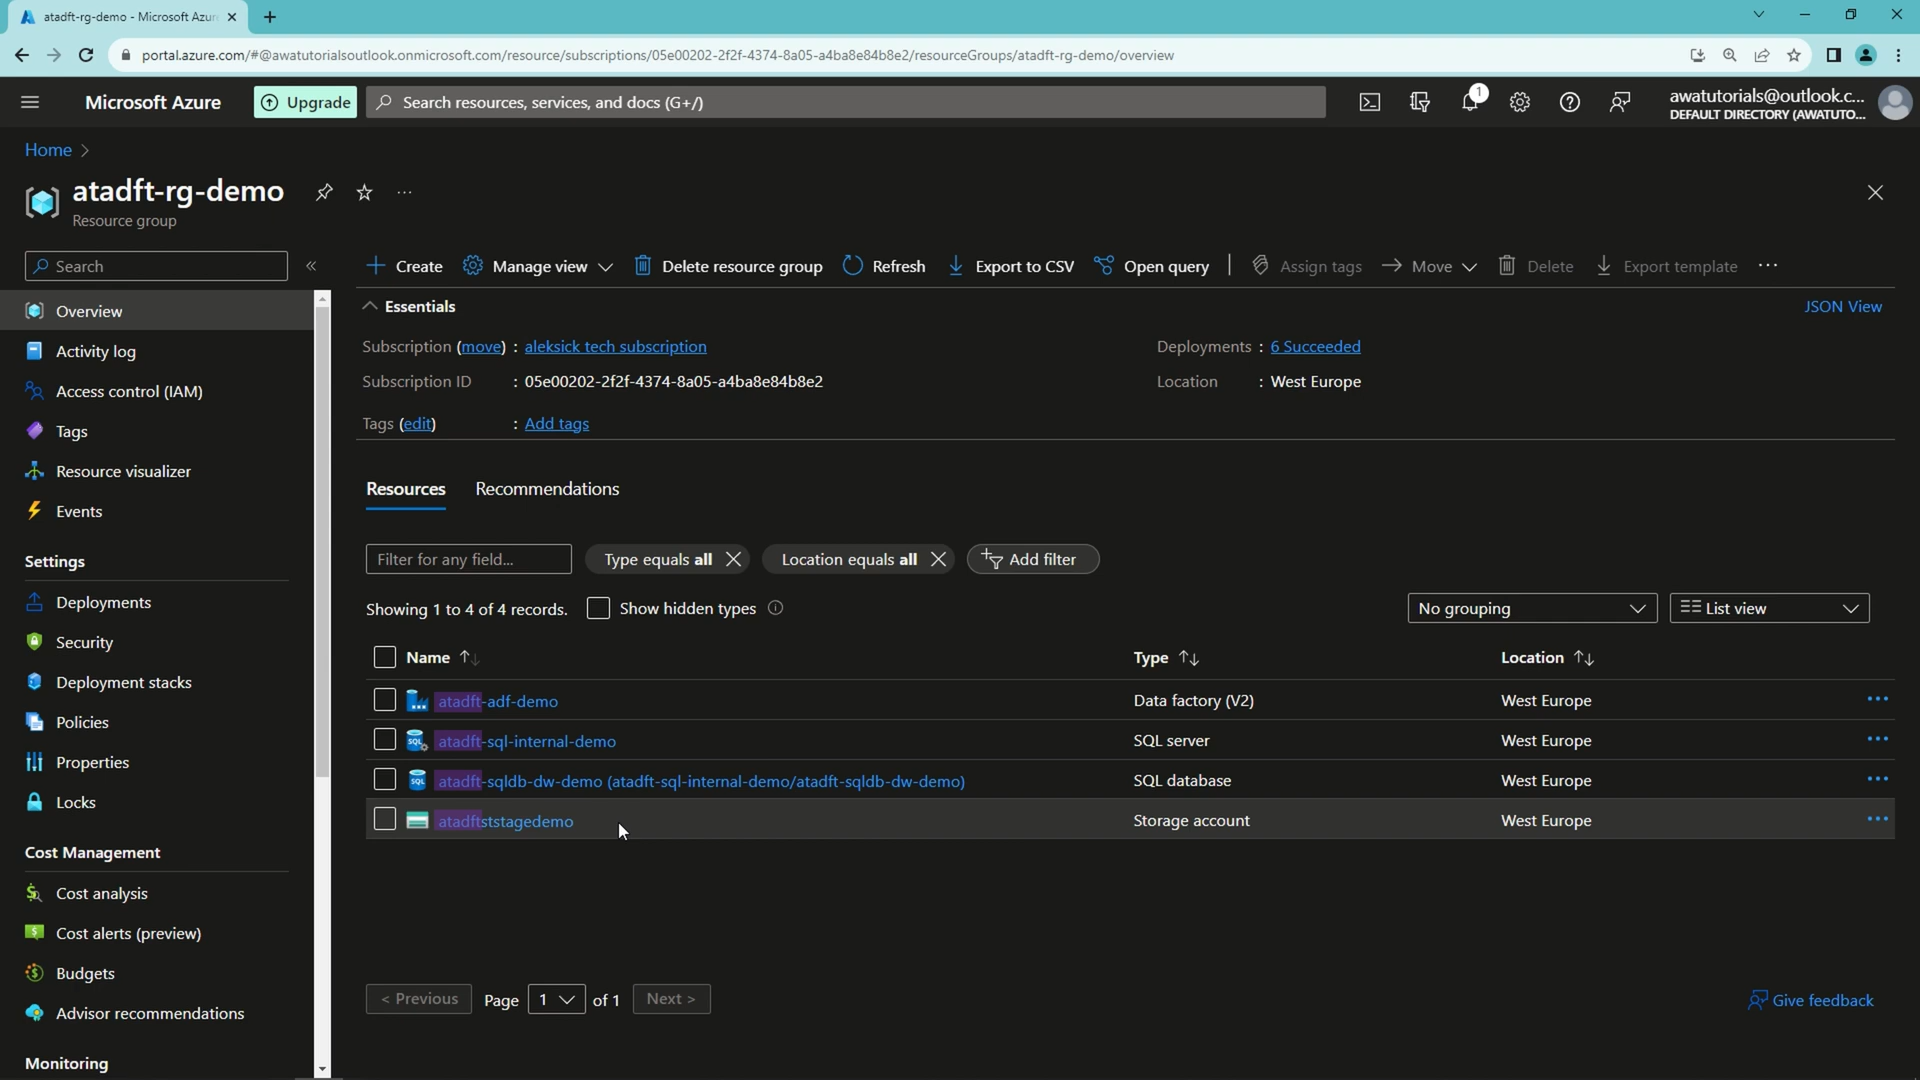 atadft-rg-demo - Microsoft Azur
portal.azure.com/#@awatutorialsoutlook.onmicrosoft.com/resource/subscriptions/05e00202-2f2f-4374-8a05-a4ba8e84b8e2/resourceGroups/atadft-rg-demo/overview
Microsoft Azure
Upgrade
Search resources, services, and docs (G+/)
1
awatutorials@outlook.c...
DEFAULT DIRECTORY (AWATUTO...
Home
atadft-rg-demo
Resource group
Search
Create
Manage view
Delete resource group
Refresh
Export to CSV
Open query
Assign tags
Move
Delete
Export template
Overview
Activity log
Access control (IAM)
Tags
Resource visualizer
Events
Settings
Deployments
Security
Deployment stacks
Policies
Properties
Locks
Cost Management
Cost analysis
Cost alerts (preview)
Budgets
Advisor recommendations
Monitoring
Essentials
JSON View
Subscription (move) : aleksick tech subscription
Deployments : 6 Succeeded
Subscription ID : 05e00202-2f2f-4374-8a05-a4ba8e84b8e2
Location : West Europe
Tags (edit) : Add tags
Resources
Recommendations
Filter for any field...
Type equals all
Location equals all
Add filter
Showing 1 to 4 of 4 records.
Show hidden types
No grouping
List view
Name
Type
Location
atadft-adf-demo
Data factory (V2)
West Europe
SQL
atadft-sql-internal-demo
SQL server
West Europe
SQL
atadft-sqldb-dw-demo (atadft-sql-internal-demo/atadft-sqldb-dw-demo)
SQL database
West Europe
atadftststagedemo
Storage account
West Europe
< Previous
Page 1 of 1
Next >
Give feedback